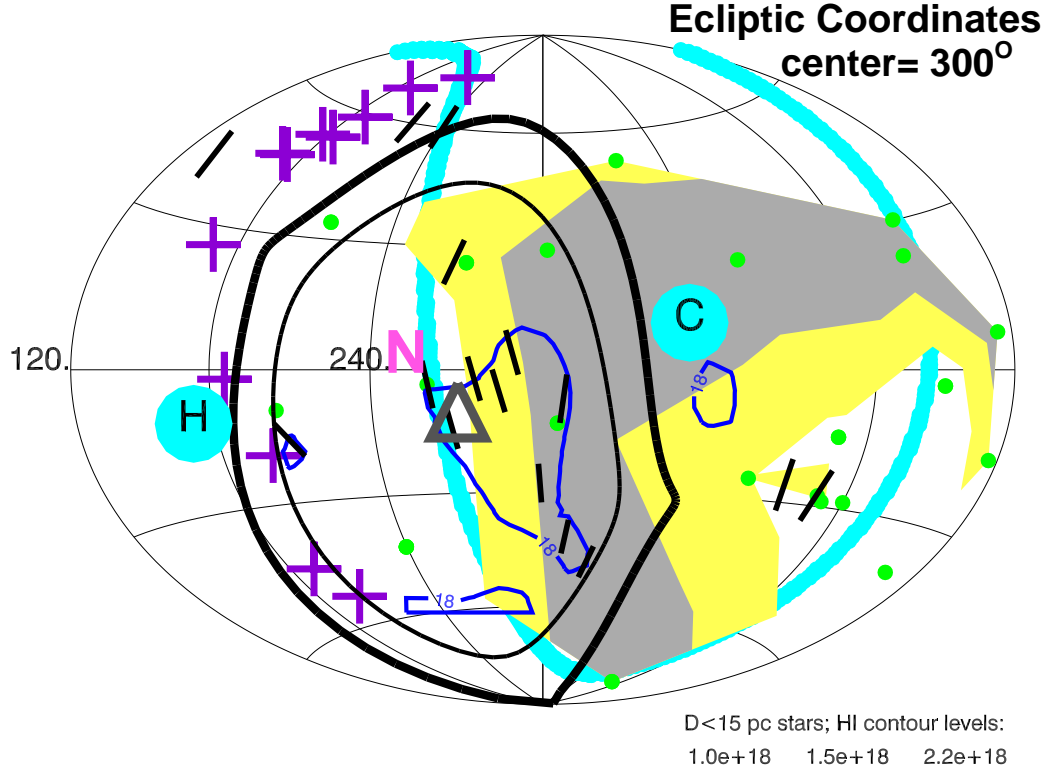 Ecliptic Coordinates
center= 300°
120.
240.
N
C
H
18
18
18
D<15 pc stars; HI contour levels:
1.0e+18 1.5e+18 2.2e+18